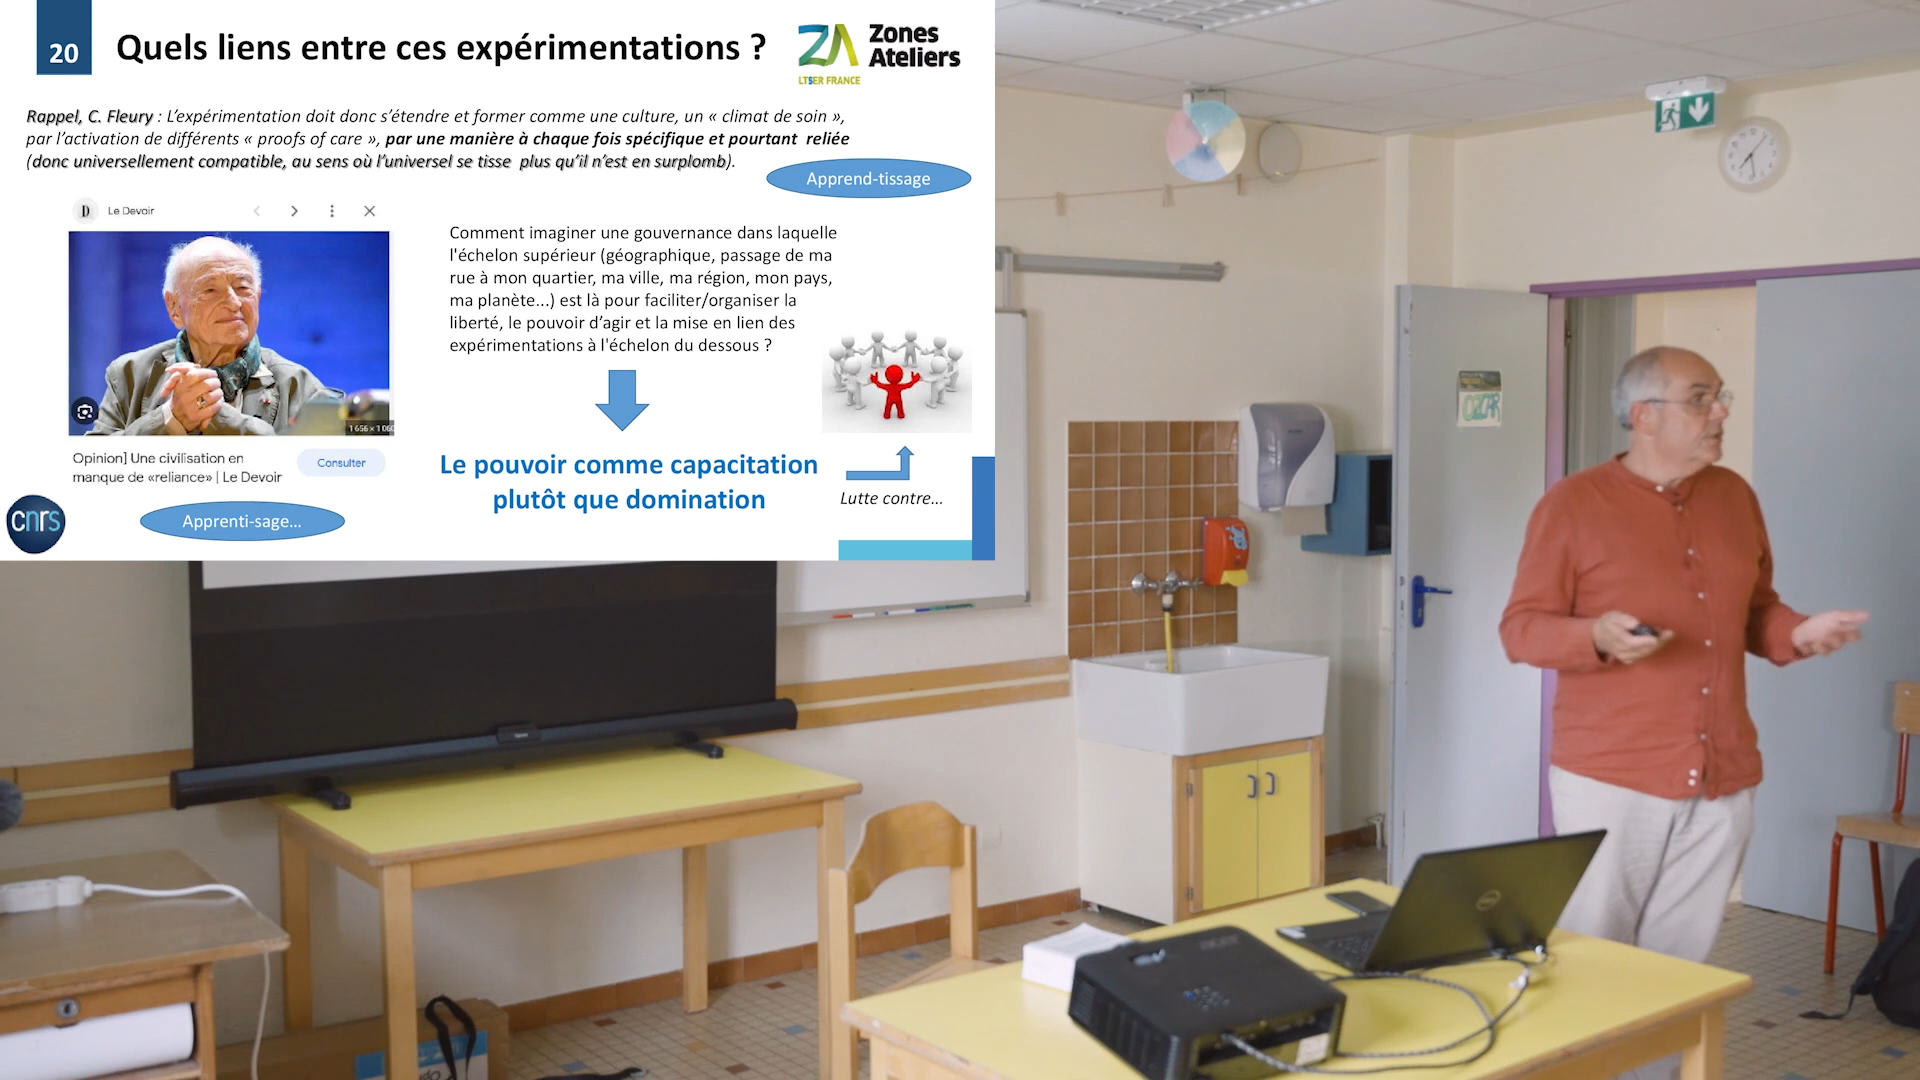 20
Quels liens entre ces expérimentations ?
Zones
Ateliers
LTSER FRANCE
Rappel, C. Fleury : L'expérimentation doit donc s'étendre et former comme une culture, un « climat de soin »,
par l'activation de différents « proofs of care », par une manière à chaque fois spécifique et pourtant reliée
(donc universellement compatible, au sens où l'universel se tisse plus qu'il n'est en surplomb).
Apprend-tissage
D Le Devoir
Comment imaginer une gouvernance dans laquelle
l'échelon supérieur (géographique, passage de ma
rue à mon quartier, ma ville, ma région, mon pays,
ma planète...) est là pour faciliter/organiser la
liberté, le pouvoir d'agir et la mise en lien des
expérimentations à l'échelon du dessous ?
Opinion] Une civilisation en
manque de «reliance» | Le Devoir
Consulter
Le pouvoir comme capacitation
plutôt que domination
Lutte contre...
cnrs
Apprenti-sage...
DELL